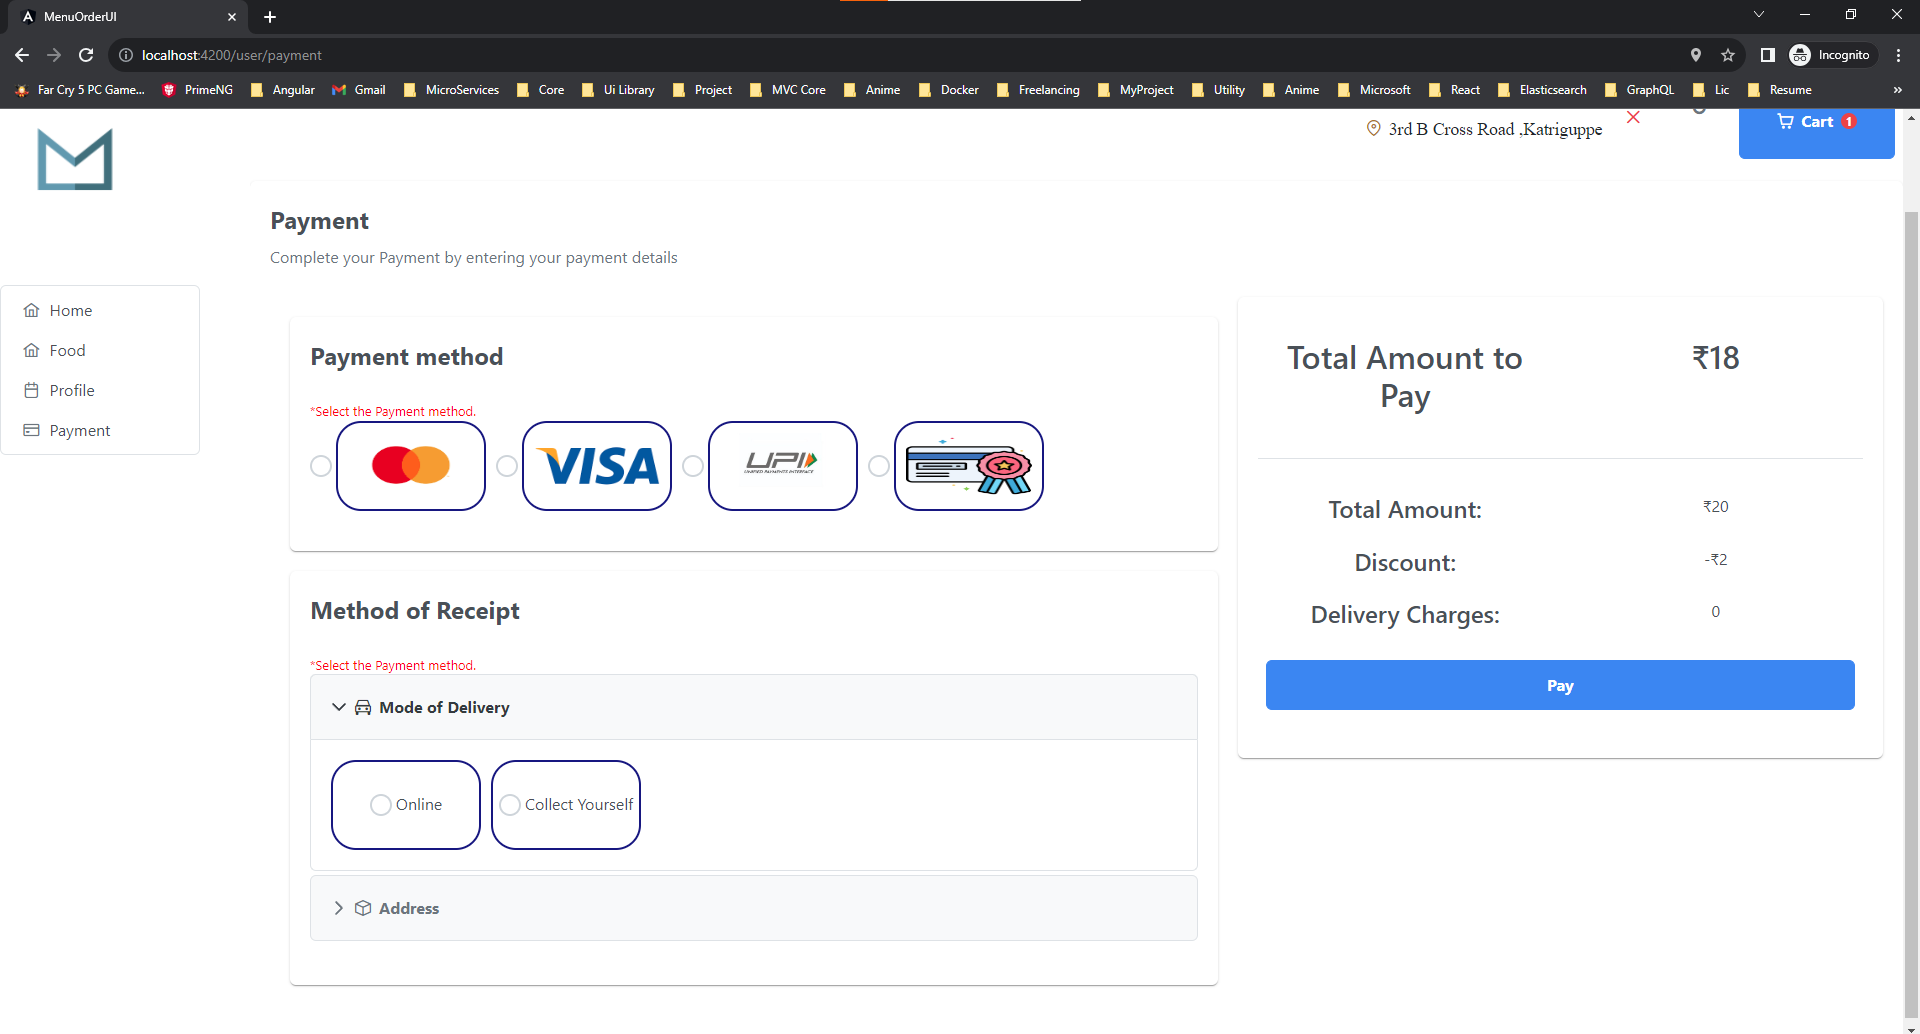 MenuOrderUI
localhost:4200/user/payment
Incognito
Far Cry 5 PC Game... PrimeNG Angular Gmail MicroServices Core Ui Library Project MVC Core Anime Docker Freelancing MyProject Utility Anime Microsoft React Elasticsearch GraphQL Lic Resume »
3rd B Cross Road ,Katriguppe
Cart 1
Payment
Complete your Payment by entering your payment details
Home
Food
Profile
Payment
Payment method
*Select the Payment method.
VISA
UPI
UNIFIED PAYMENTS INTERFACE
Method of Receipt
*Select the Payment method.
Mode of Delivery
Online
Collect Yourself
Address
Total Amount to Pay ₹18
Total Amount: ₹20
Discount: -₹2
Delivery Charges: 0
Pay